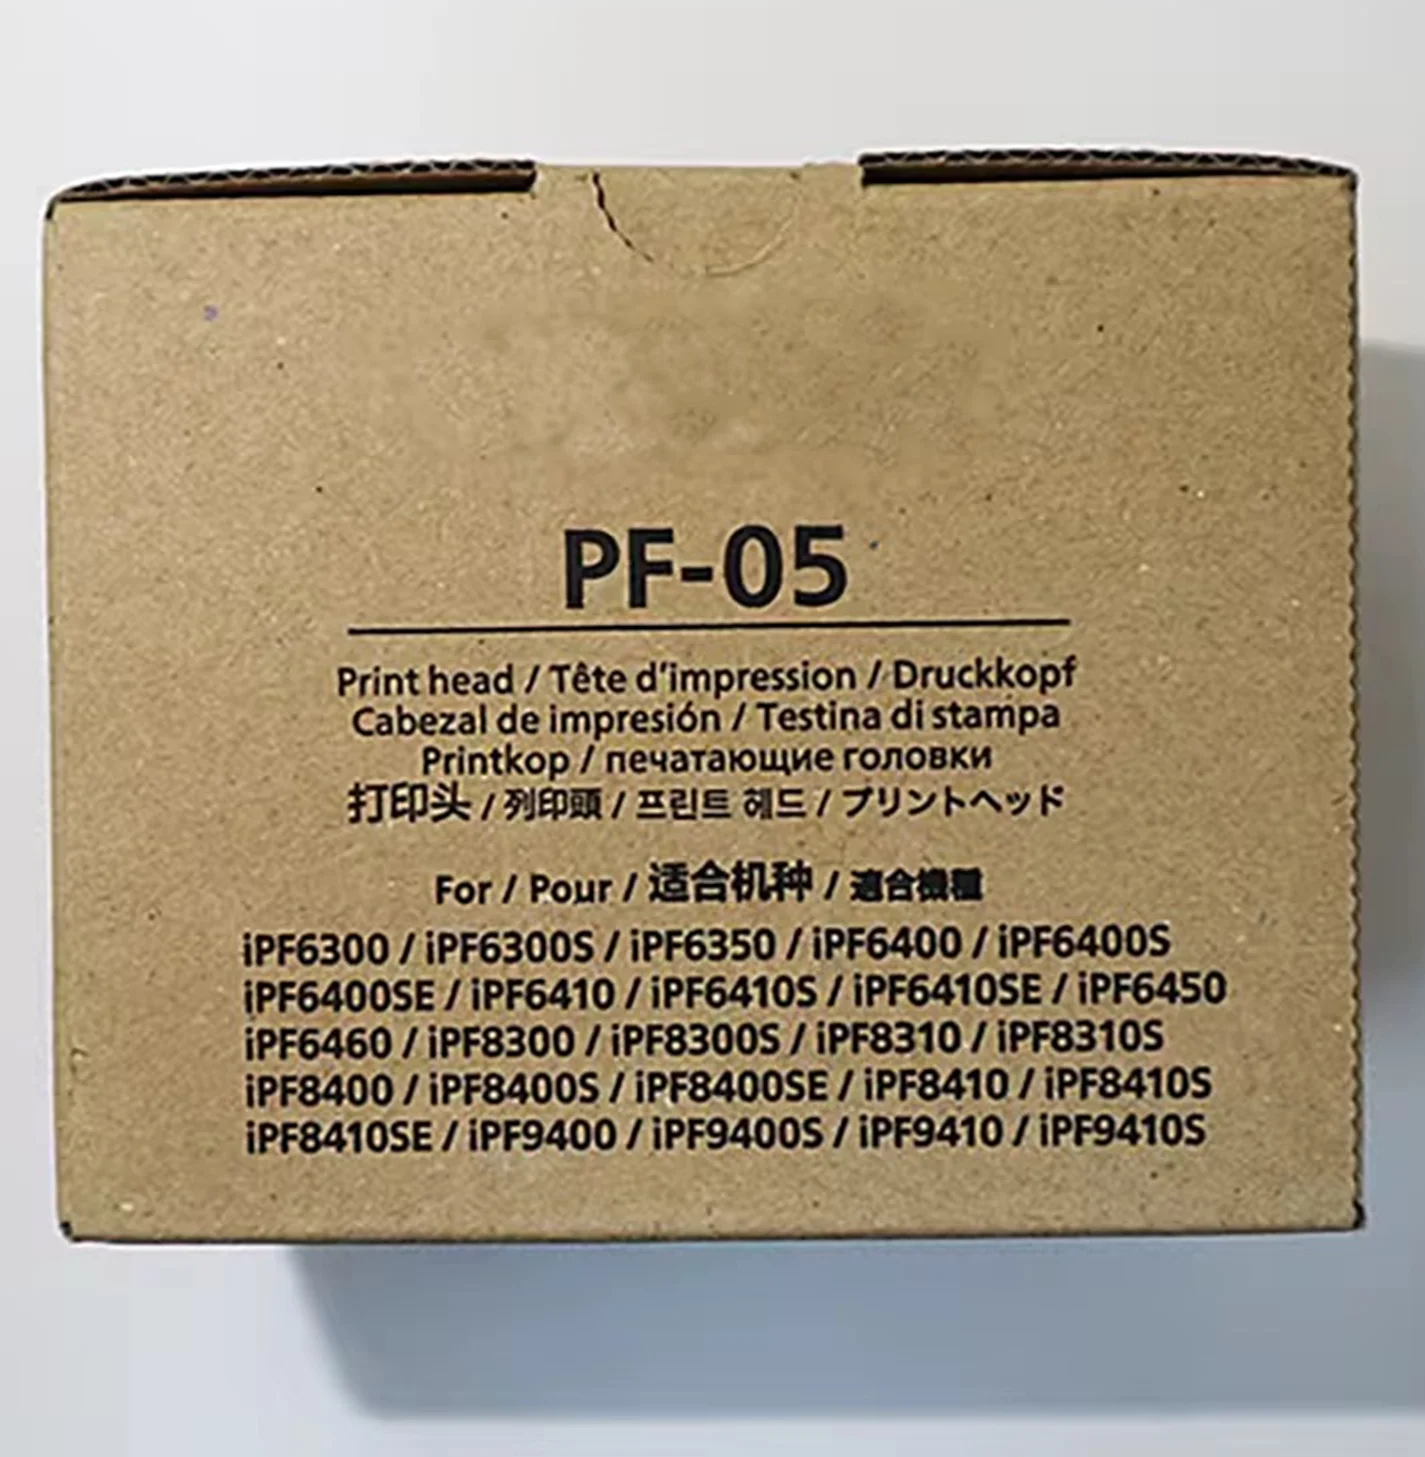 PF-05
Print head / Tête d'impression / Druckkopf
Cabezal de impresión / Testina di stampa
Printkop / печатающие головки
打印头 / 列印頭 / 프린트 헤드 / プリントヘッド
For / Pour / 适合机种 / 適合機種
iPF6300 / iPF6300S / iPF6350 / iPF6400 / iPF6400S
iPF6400SE / iPF6410 / iPF6410S / iPF6410SE / iPF6450
iPF6460 / iPF8300 / iPF8300S / iPF8310 / iPF8310S
iPF8400 / iPF8400S / iPF8400SE / iPF8410 / iPF8410S
iPF8410SE / iPF9400 / iPF9400S / iPF9410 / iPF9410S